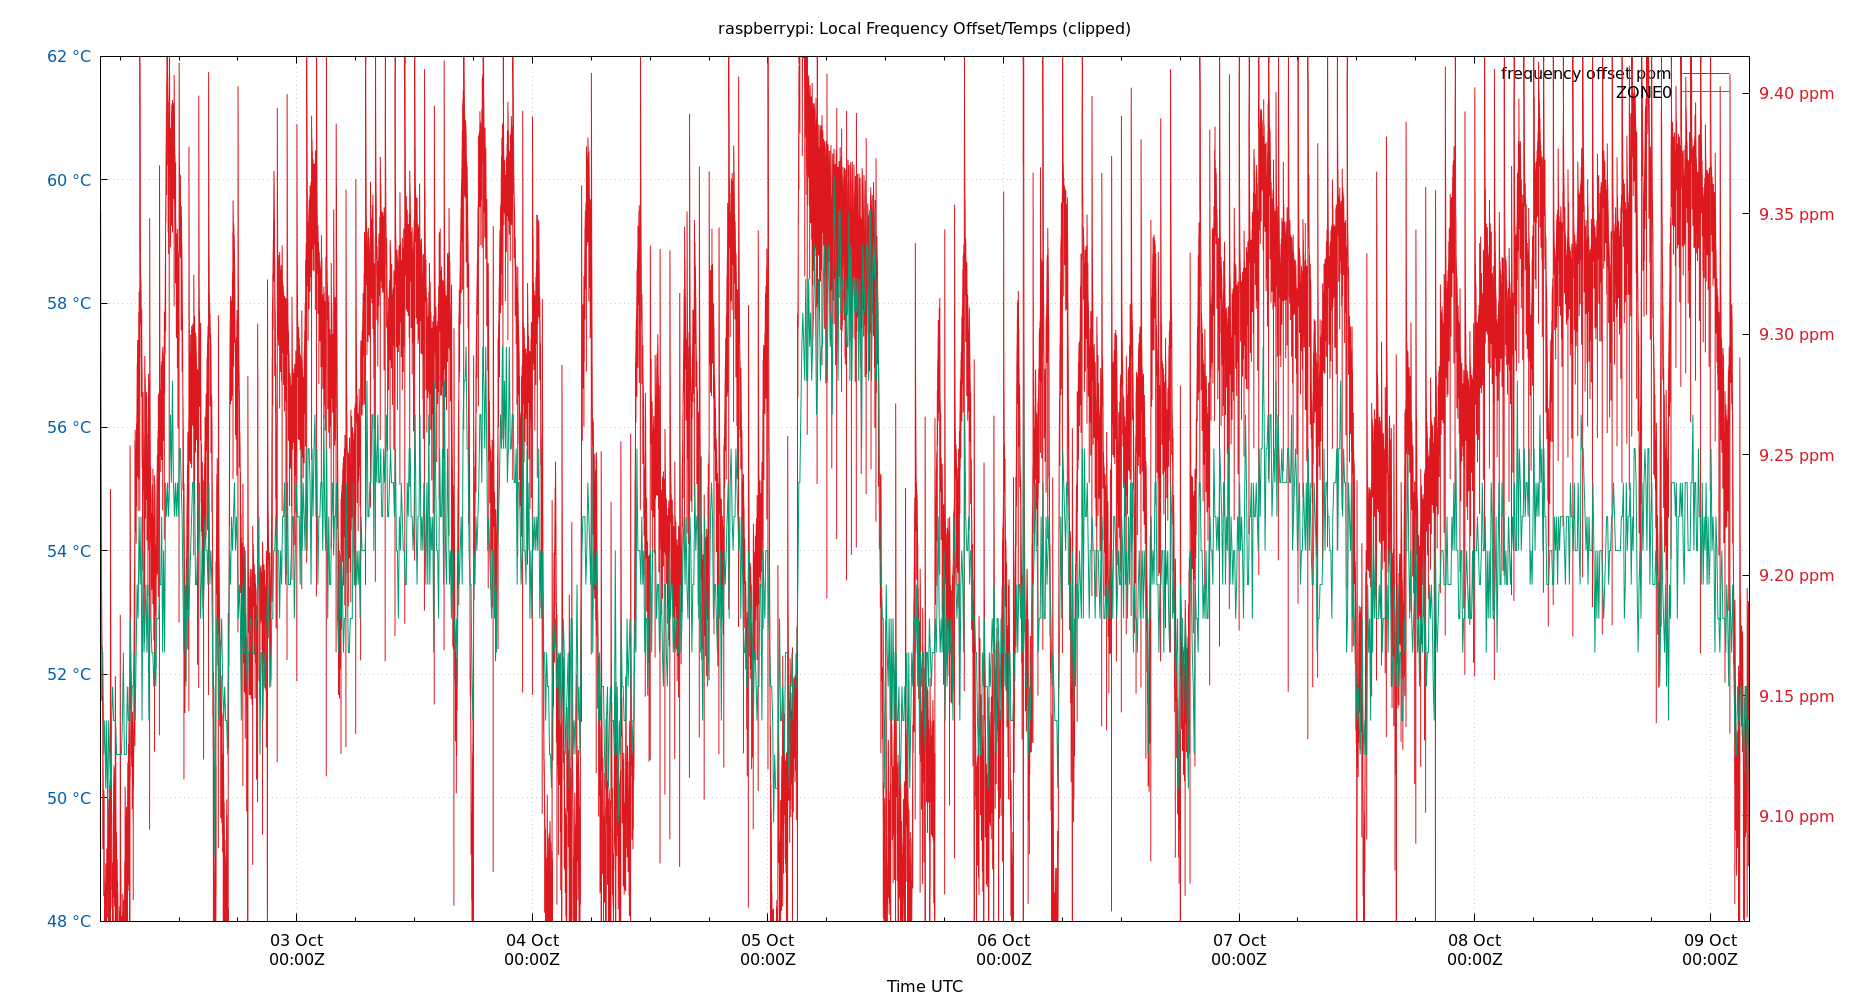 raspberrypi: Local Frequency Offset/Temps (clipped)
62 °C
60 °C
58 °C
56 °C
54 °C
52 °C
50 °C
48 °C
frequency offset ppm
ZONE0
9.40 ppm
9.35 ppm
9.30 ppm
9.25 ppm
9.20 ppm
9.15 ppm
9.10 ppm
03 Oct
00:00Z
04 Oct
00:00Z
05 Oct
00:00Z
06 Oct
00:00Z
07 Oct
00:00Z
08 Oct
00:00Z
09 Oct
00:00Z
Time UTC